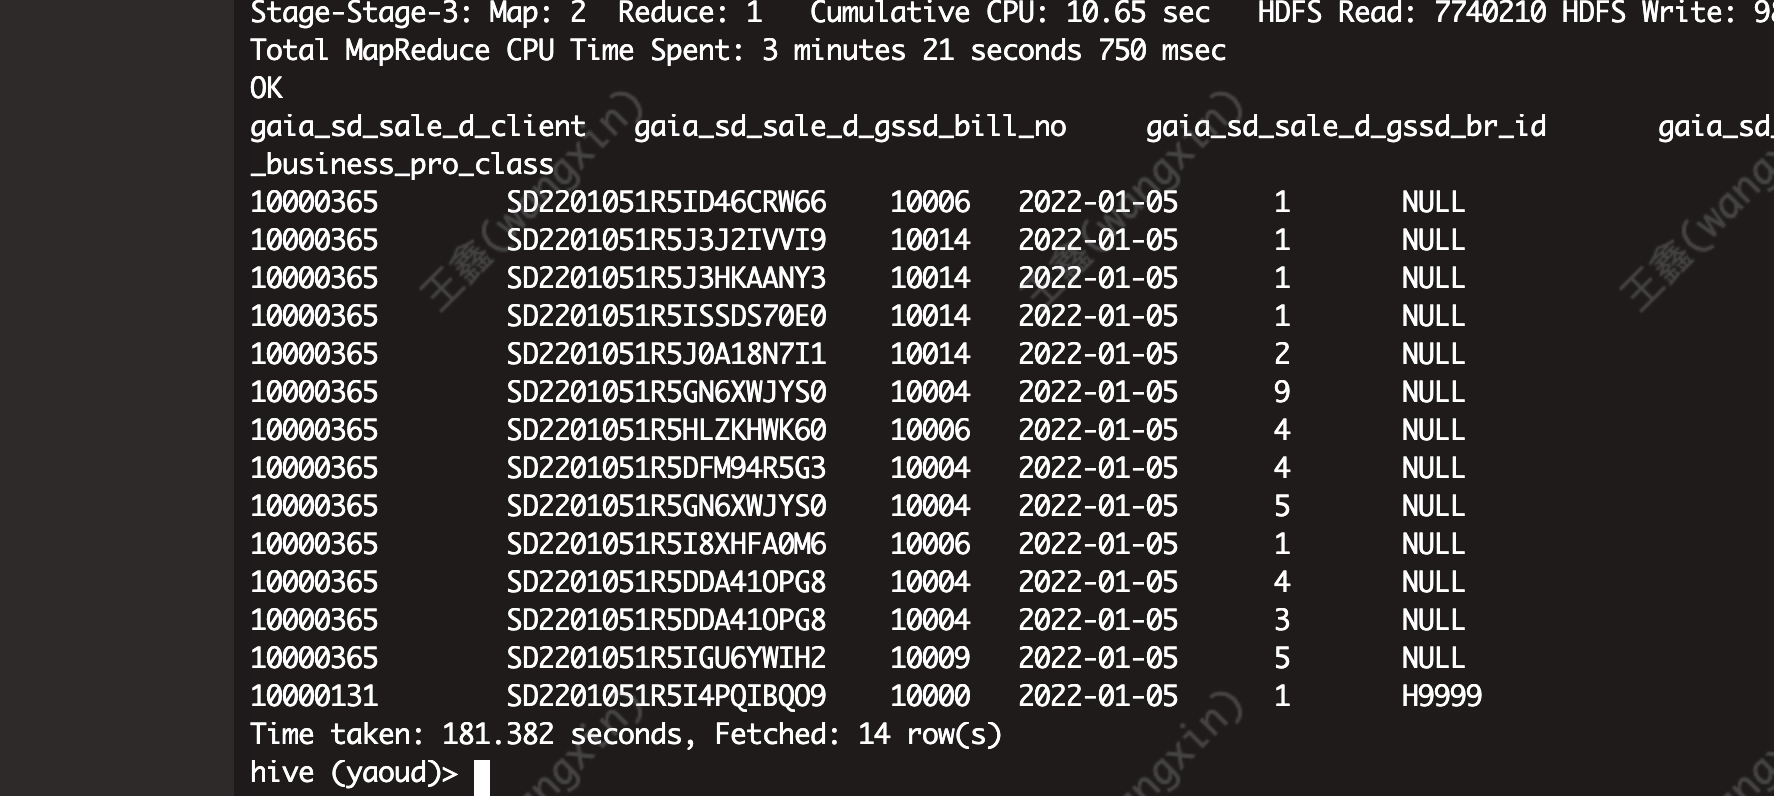 Stage-Stage-3: Map: 2  Reduce: 1   Cumulative CPU: 10.65 sec   HDFS Read: 7740210 HDFS Write: 98
Total MapReduce CPU Time Spent: 3 minutes 21 seconds 750 msec
OK
gaia_sd_sale_d_client   gaia_sd_sale_d_gssd_bill_no     gaia_sd_sale_d_gssd_br_id       gaia_sd_
_business_pro_class
10000365        SD2201051R5ID46CRW66    10006   2022-01-05      1       NULL
10000365        SD2201051R5J3J2IVVI9    10014   2022-01-05      1       NULL
10000365        SD2201051R5J3HKAANY3    10014   2022-01-05      1       NULL
10000365        SD2201051R5ISSDS70E0    10014   2022-01-05      1       NULL
10000365        SD2201051R5J0A18N7I1    10014   2022-01-05      2       NULL
10000365        SD2201051R5GN6XWJYS0    10004   2022-01-05      9       NULL
10000365        SD2201051R5HLZKHWK60    10006   2022-01-05      4       NULL
10000365        SD2201051R5DFM94R5G3    10004   2022-01-05      4       NULL
10000365        SD2201051R5GN6XWJYS0    10004   2022-01-05      5       NULL
10000365        SD2201051R5I8XHFA0M6    10006   2022-01-05      1       NULL
10000365        SD2201051R5DDA41OPG8    10004   2022-01-05      4       NULL
10000365        SD2201051R5DDA41OPG8    10004   2022-01-05      3       NULL
10000365        SD2201051R5IGU6YWIH2    10009   2022-01-05      5       NULL
10000131        SD2201051R5I4PQIBQO9    10000   2022-01-05      1       H9999
Time taken: 181.382 seconds, Fetched: 14 row(s)
hive (yaoud)>
王鑫(wangxin)
王鑫(wangxin)
王鑫(wangxin)